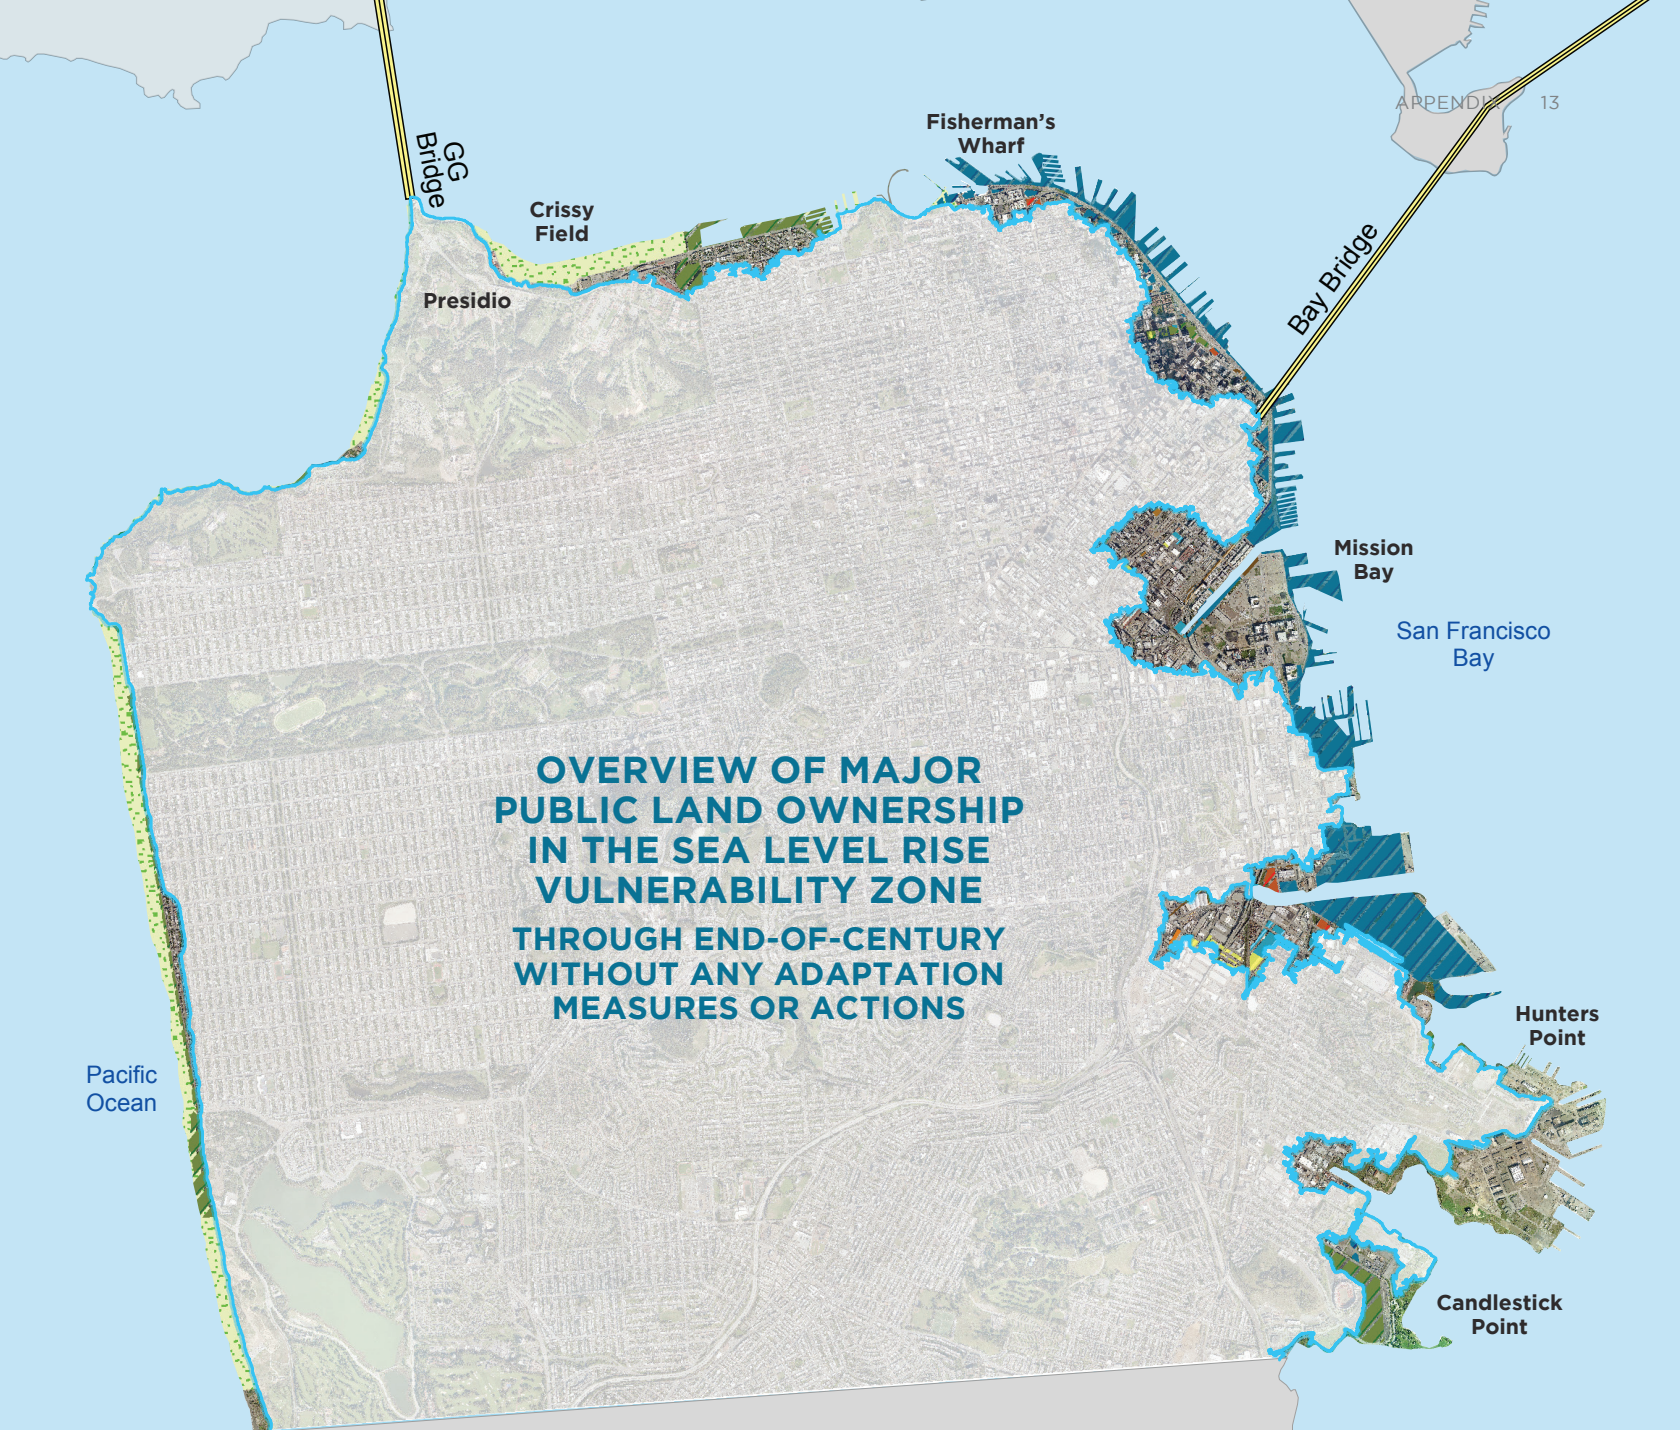 APPENDIX 13
Fisherman's
Wharf
GG
Bridge
Crissy
Field
Presidio
Bay Bridge
Mission
Bay
San Francisco
Bay
OVERVIEW OF MAJOR
PUBLIC LAND OWNERSHIP
IN THE SEA LEVEL RISE
VULNERABILITY ZONE
THROUGH END-OF-CENTURY
WITHOUT ANY ADAPTATION
MEASURES OR ACTIONS
Hunters
Point
Pacific
Ocean
Candlestick
Point